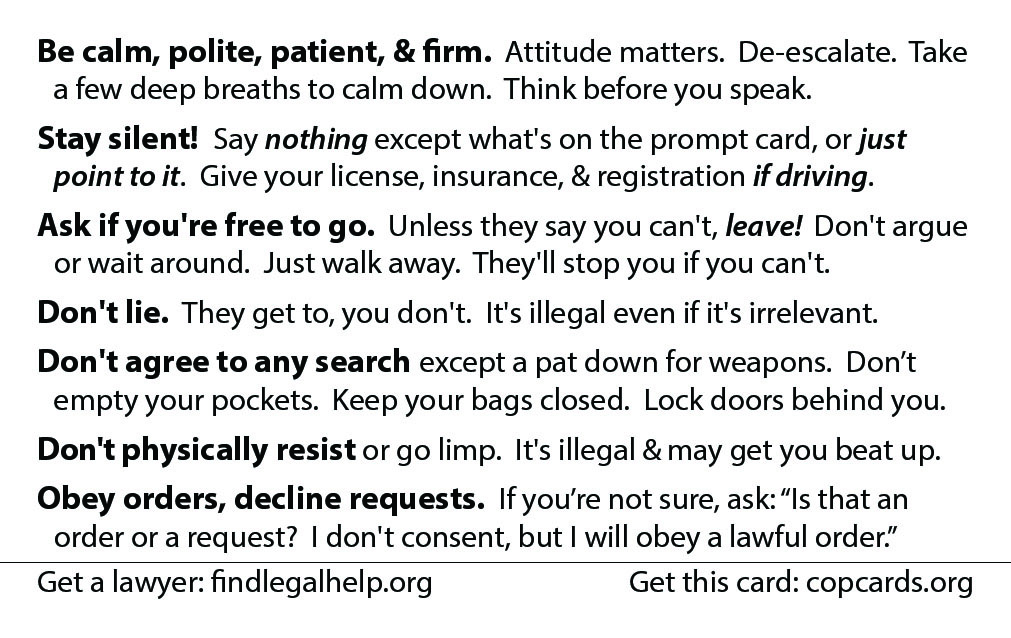 Be calm, polite, patient, & firm. Attitude matters. De-escalate. Take
a few deep breaths to calm down. Think before you speak.
Stay silent! Say nothing except what's on the prompt card, or just
point to it. Give your license, insurance, & registration if driving.
Ask if you're free to go. Unless they say you can't, leave! Don't argue
or wait around. Just walk away. They'll stop you if you can't.
Don't lie. They get to, you don't. It's illegal even if it's irrelevant.
Don't agree to any search except a pat down for weapons. Don’t
empty your pockets. Keep your bags closed. Lock doors behind you.
Don't physically resist or go limp. It's illegal & may get you beat up.
Obey orders, decline requests. If you’re not sure, ask: “Is that an
order or a request? I don't consent, but I will obey a lawful order.”
Get a lawyer: findlegalhelp.org Get this card: copcards.org